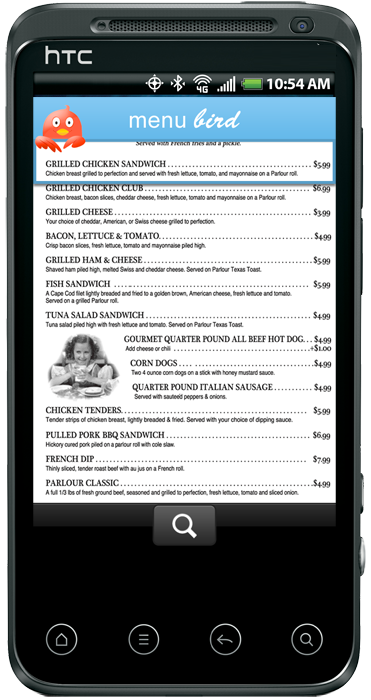 hTC
4G
10:54 AM
menu bird
Served with French fries and a pickle.
GRILLED CHICKEN SANDWICH ........ $5.99
Chicken breast grilled to perfection and served with fresh lettuce, tomato, and mayonnaise on a Parlour roll.
GRILLED CHICKEN CLUB ........ $6.99
Chicken breast, bacon slices, cheddar cheese, fresh lettuce, tomato and mayonnaise on a Parlour roll.
GRILLED CHEESE ........ $3.99
Your choice of cheddar, American, or Swiss cheese grilled to perfection.
BACON, LETTUCE & TOMATO ........ $4.99
Crisp bacon slices, fresh lettuce, tomato and mayonnaise piled high.
GRILLED HAM & CHEESE ........ $5.99
Shaved ham piled high, melted Swiss and cheddar cheese. Served on Parlour Texas Toast.
FISH SANDWICH ........ $5.99
A Cape Cod filet lightly breaded and fried to a golden brown, American cheese, fresh lettuce and tomato.
Served on a grilled Parlour roll.
TUNA SALAD SANDWICH ........ $4.99
Tuna salad piled high with fresh lettuce and tomato. Served on Parlour Texas Toast.
GOURMET QUARTER POUND ALL BEEF HOT DOG... $4.99
Add cheese or chili ........ +$1.00
CORN DOGS ........ $4.99
Two 4 ounce corn dogs on a stick with honey mustard sauce.
QUARTER POUND ITALIAN SAUSAGE ........ $4.99
Served with sauteéd peppers & onions.
CHICKEN TENDERS ........ $5.99
Tender strips of chicken breast, lightly breaded & fried. Served with your choice of dipping sauce.
PULLED PORK BBQ SANDWICH ........ $6.99
Hickory cured pork piled on a parlour roll with cole slaw.
FRENCH DIP ........ $7.99
Thinly sliced, tender roast beef with au jus on a French roll.
PARLOUR CLASSIC ........ $4.99
A full 1/3 lbs of fresh ground beef, seasoned and grilled to perfection, fresh lettuce, tomato and sliced onion.